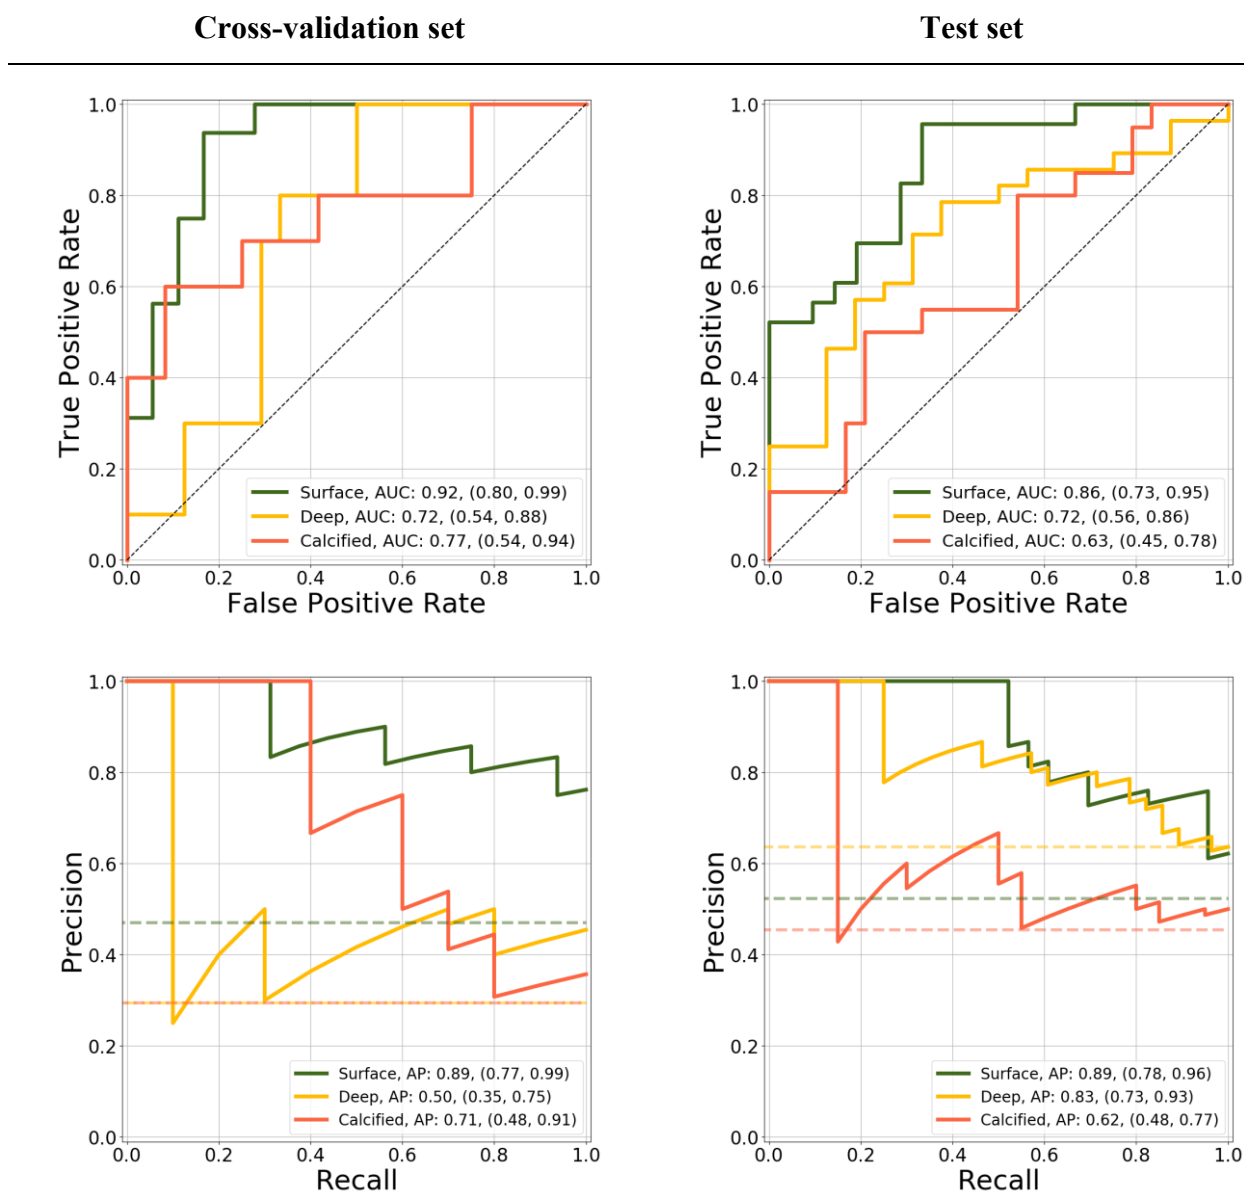 Cross-validation set
Test set
1.0
0.8
0.6
0.4
0.2
0.0
True Positive Rate
Surface, AUC: 0.92, (0.80, 0.99)
Deep, AUC: 0.72, (0.54, 0.88)
Calcified, AUC: 0.77, (0.54, 0.94)
0.0 0.2 0.4 0.6 0.8 1.0
False Positive Rate
1.0
0.8
0.6
0.4
0.2
0.0
True Positive Rate
Surface, AUC: 0.86, (0.73, 0.95)
Deep, AUC: 0.72, (0.56, 0.86)
Calcified, AUC: 0.63, (0.45, 0.78)
0.0 0.2 0.4 0.6 0.8 1.0
False Positive Rate
1.0
0.8
0.6
0.4
0.2
0.0
Precision
Surface, AP: 0.89, (0.77, 0.99)
Deep, AP: 0.50, (0.35, 0.75)
Calcified, AP: 0.71, (0.48, 0.91)
0.0 0.2 0.4 0.6 0.8 1.0
Recall
1.0
0.8
0.6
0.4
0.2
0.0
Precision
Surface, AP: 0.89, (0.78, 0.96)
Deep, AP: 0.83, (0.73, 0.93)
Calcified, AP: 0.62, (0.48, 0.77)
0.0 0.2 0.4 0.6 0.8 1.0
Recall